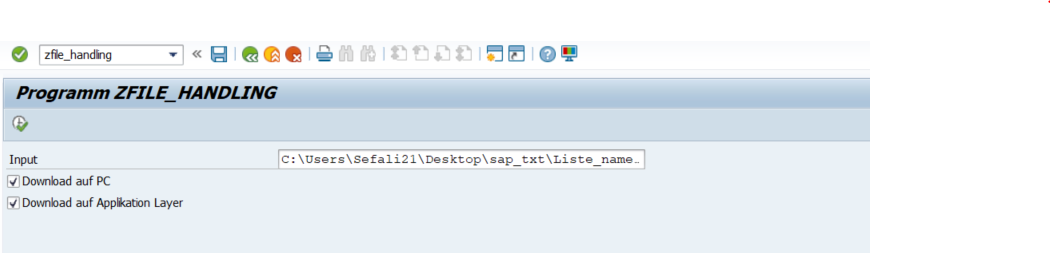 zfile_handling
Programm ZFILE_HANDLING
Input C:\Users\Sefali21\Desktop\sap_txt\Liste_name…
Download auf PC
Download auf Applikation Layer